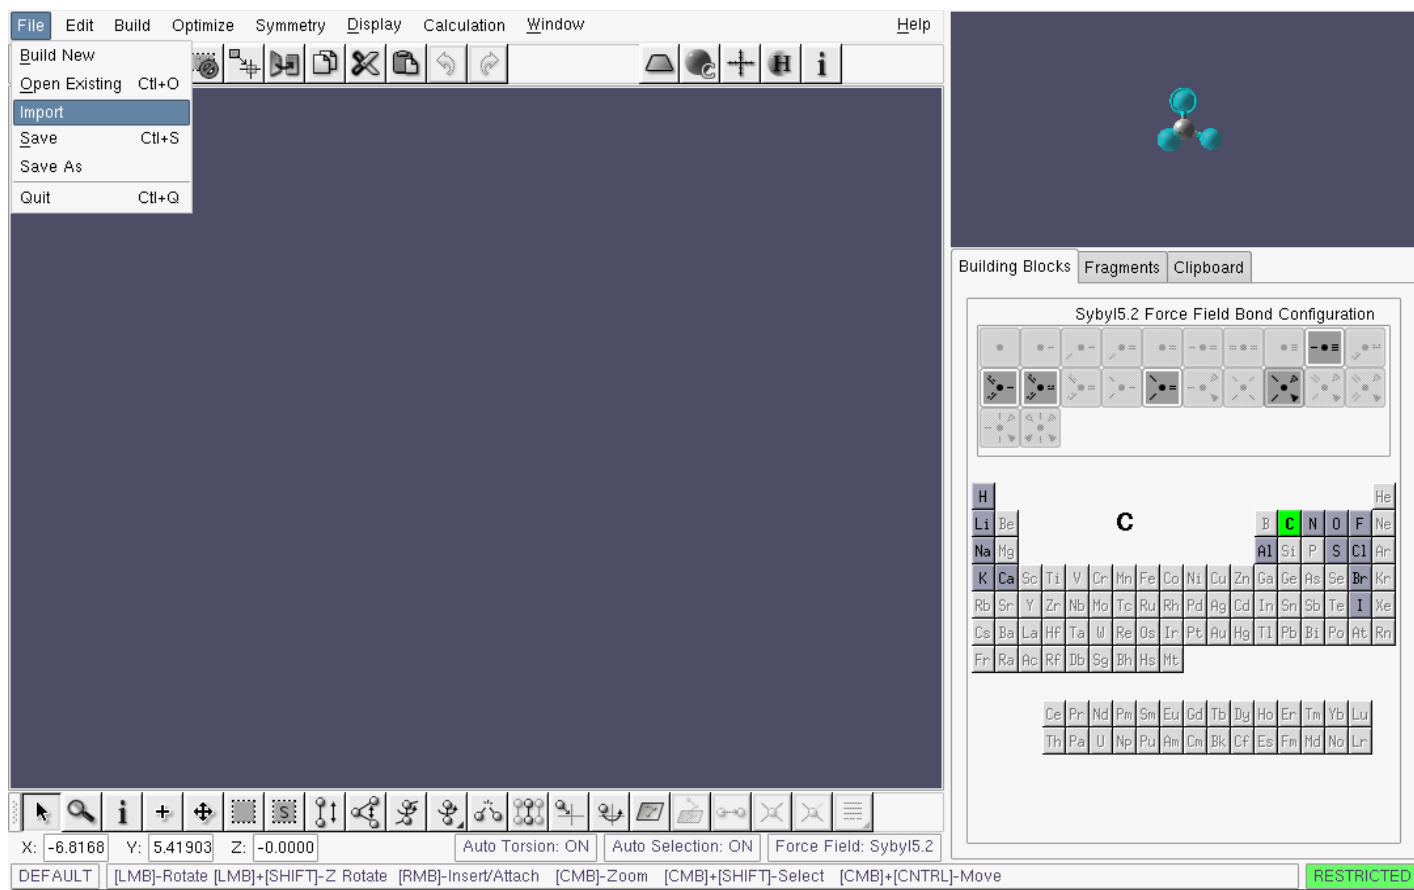 File Edit Build Optimize Symmetry Display Calculation Window Help
Build New
Open Existing Ctl+O
Import
Save Ctl+S
Save As
Quit Ctl+Q
C H i
Building Blocks Fragments Clipboard
Sybyl5.2 Force Field Bond Configuration
H He
Li Be C B C N O F Ne
Na Mg Al Si P S Cl Ar
K Ca Sc Ti V Cr Mn Fe Co Ni Cu Zn Ga Ge As Se Br Kr
Rb Sr Y Zr Nb Mo Tc Ru Rh Pd Ag Cd In Sn Sb Te I Xe
Cs Ba La Hf Ta W Re Os Ir Pt Au Hg Tl Pb Bi Po At Rn
Fr Ra Ac Rf Db Sg Bh Hs Mt
Ce Pr Nd Pm Sm Eu Gd Tb Dy Ho Er Tm Yb Lu
Th Pa U Np Pu Am Cm Bk Cf Es Fm Md No Lr
i S
X: -6.8168 Y: 5.41903 Z: -0.0000 Auto Torsion: ON Auto Selection: ON Force Field: Sybyl5.2
DEFAULT [LMB]-Rotate [LMB]+[SHIFT]-Z Rotate [RMB]-Insert/Attach [CMB]-Zoom [CMB]+[SHIFT]-Select [CMB]+[CNTRL]-Move RESTRICTED